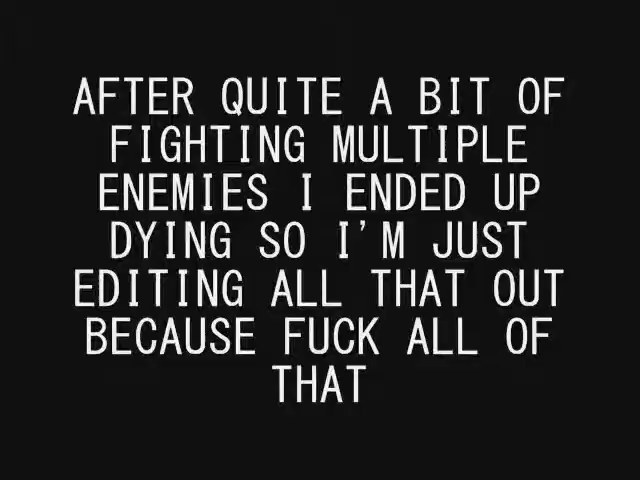 AFTER QUITE A BIT OF
FIGHTING MULTIPLE
ENEMIES I ENDED UP
DYING SO I'M JUST
EDITING ALL THAT OUT
BECAUSE FUCK ALL OF
THAT